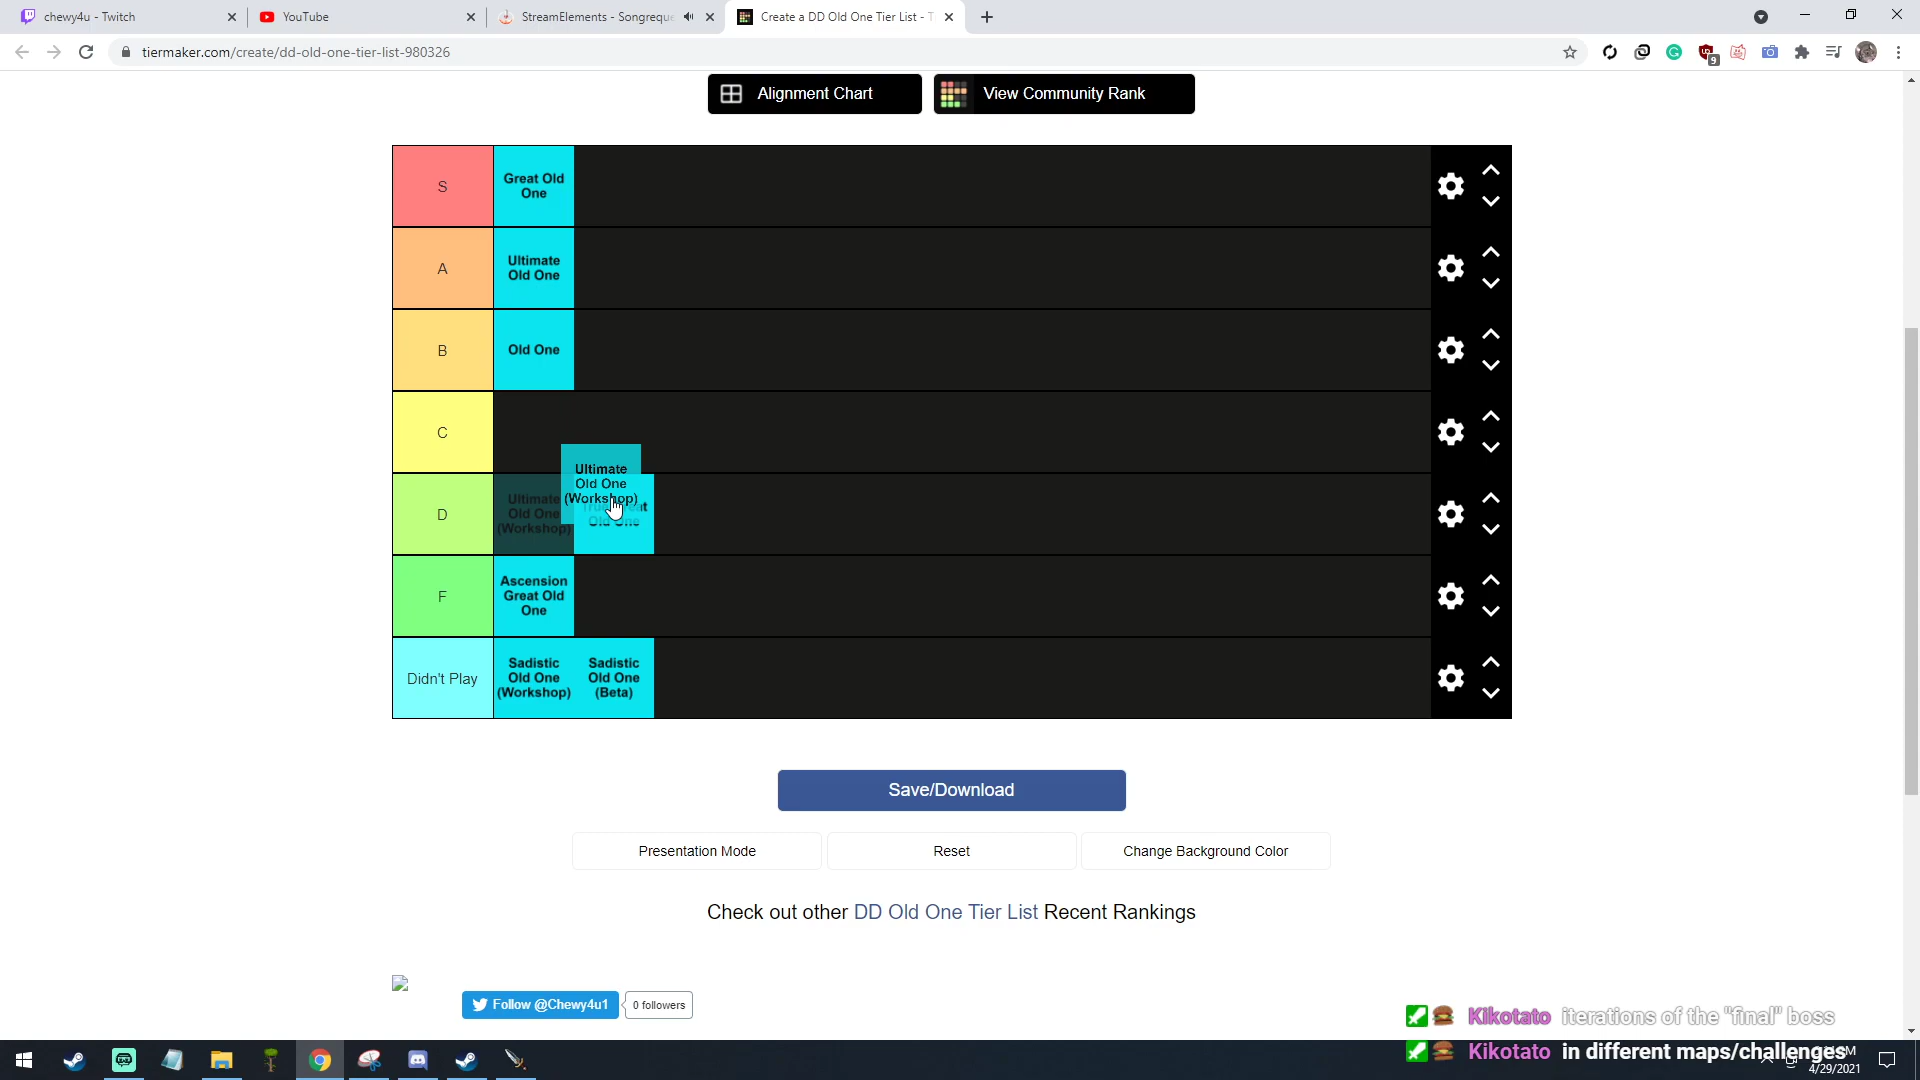 chewy4u - Twitch
YouTube
StreamElements - Songreque
Create a DD Old One Tier List - T
tiermaker.com/create/dd-old-one-tier-list-980326
9
Alignment Chart
View Community Rank
S
Great Old
One
A
Ultimate
Old One
B
Old One
C
Ultimate
Old One
(Workshop)
D
Ultimate
Old One
(Workshop)
Old One
F
Ascension
Great Old
One
Didn't Play
Sadistic
Old One
(Workshop)
Sadistic
Old One
(Beta)
Save/Download
Presentation Mode
Reset
Change Background Color
Check out other DD Old One Tier List Recent Rankings
Follow @Chewy4u1
0 followers
Kikotato iterations of the "final" boss
Kikotato in different maps/challenges
4/29/2021